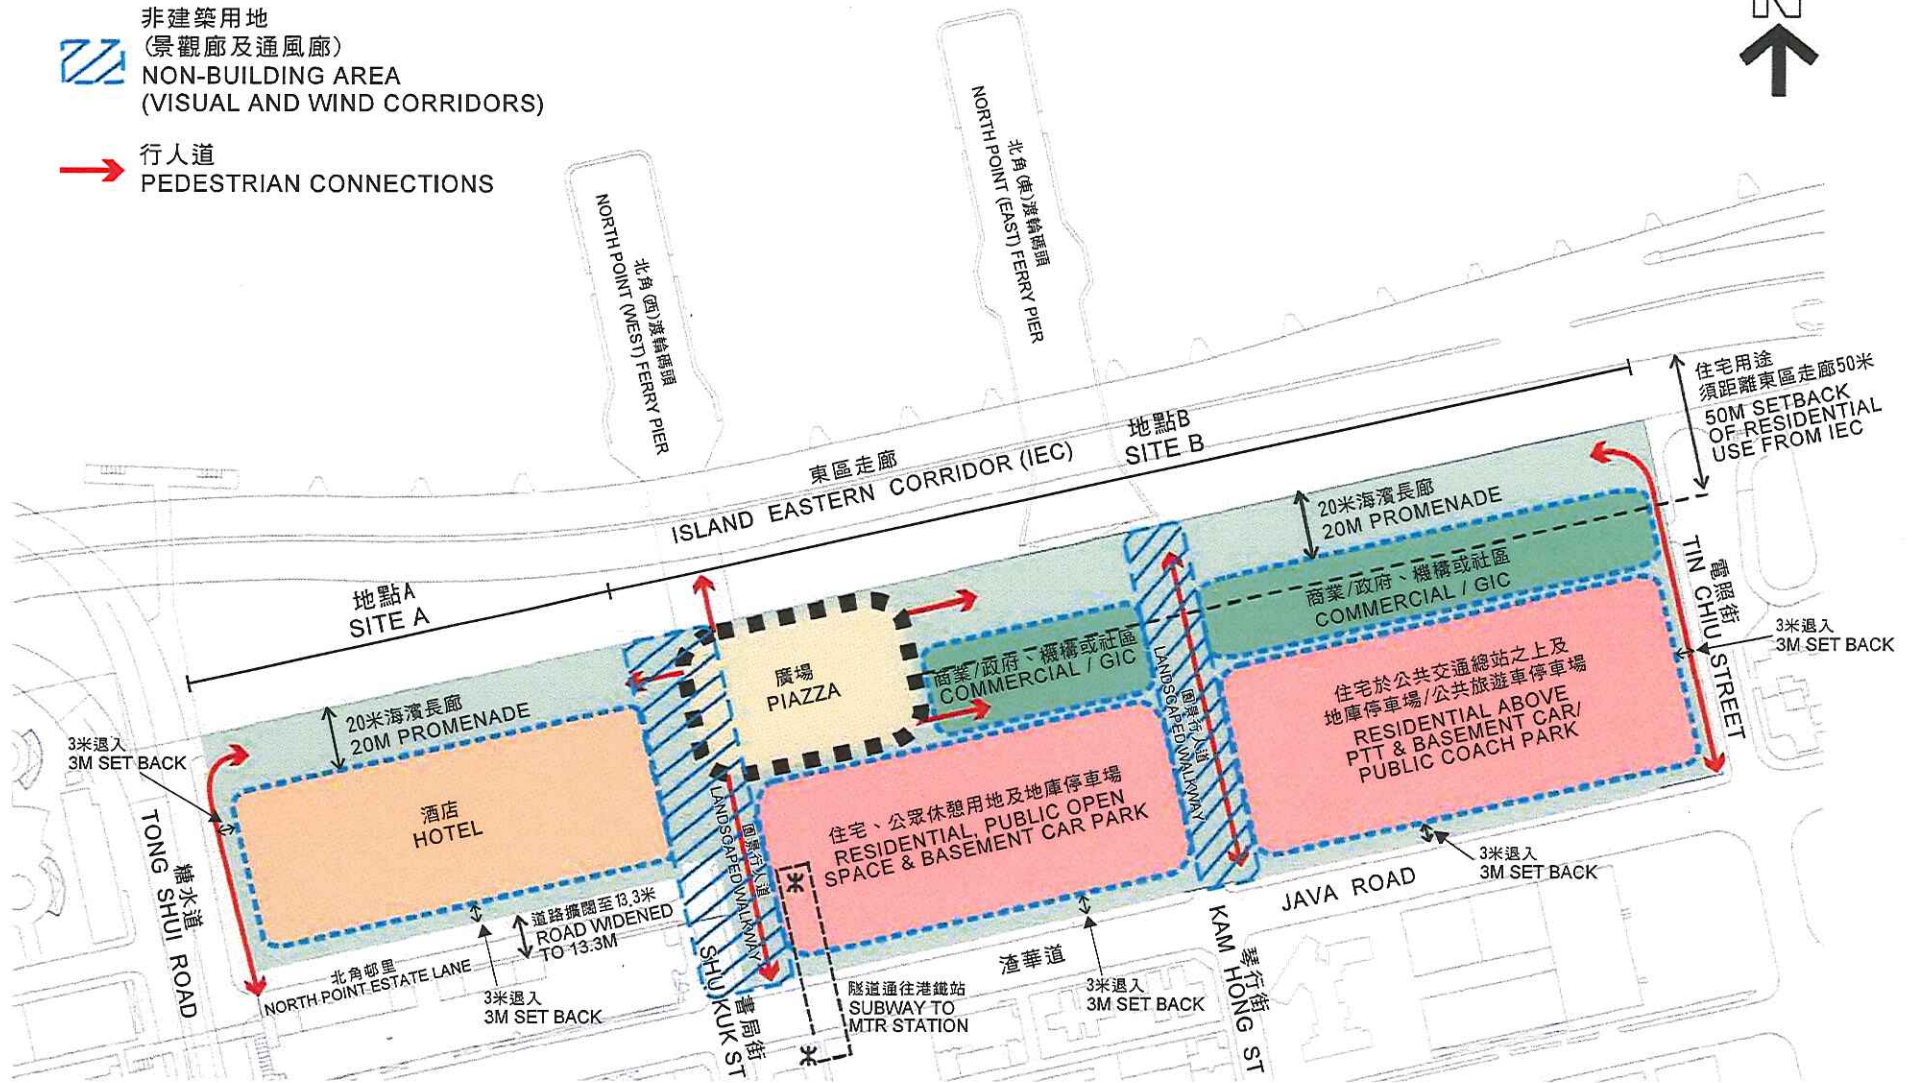 非建築用地
(景觀廊及通風廊)
NON-BUILDING AREA
(VISUAL AND WIND CORRIDORS)
行人道
PEDESTRIAN CONNECTIONS
N
北角(西)渡輪碼頭
NORTH POINT (WEST) FERRY PIER
北角(東)渡輪碼頭
NORTH POINT (EAST) FERRY PIER
住宅用途
須距離東區走廊50米
50M SETBACK
OF RESIDENTIAL
USE FROM IEC
地點B
SITE B
東區走廊
ISLAND EASTERN CORRIDOR (IEC)
地點A
SITE A
20米海濱長廊
20M PROMENADE
商業/政府、機構或社區
COMMERCIAL / GIC
電照街
TIN CHIU STREET
3米退入
3M SET BACK
廣場
PIAZZA
商業/政府、機構或社區
COMMERCIAL / GIC
園景行人道
LANDSCAPED WALKWAY
住宅於公共交通總站之上及
地庫停車場/公共旅遊車停車場
RESIDENTIAL ABOVE
PTT & BASEMENT CAR/
PUBLIC COACH PARK
20米海濱長廊
20M PROMENADE
3米退入
3M SET BACK
酒店
HOTEL
園景行人道
LANDSCAPED WALKWAY
住宅、公眾休憩用地及地庫停車場
RESIDENTIAL, PUBLIC OPEN
SPACE & BASEMENT CAR PARK
糖水道
TONG SHUI ROAD
道路擴闊至13.3米
ROAD WIDENED
TO 13.3M
北角邨里
NORTH POINT ESTATE LANE
3米退入
3M SET BACK
書局街
SHU KUK ST
隧道通往港鐵站
SUBWAY TO
MTR STATION
渣華道
JAVA ROAD
3米退入
3M SET BACK
琴行街
KAM HONG ST
3米退入
3M SET BACK